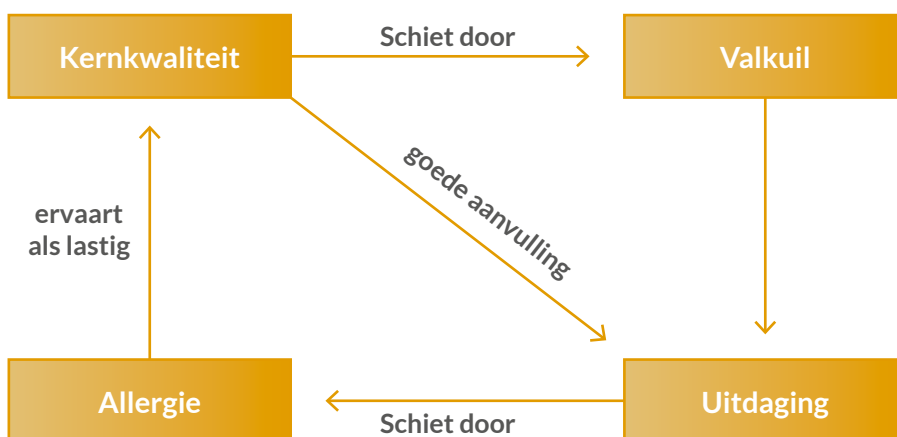 Schiet door
Kernkwaliteit
Valkuil
goede aanvulling
ervaart
als lastig
Allergie
Uitdaging
Schiet door